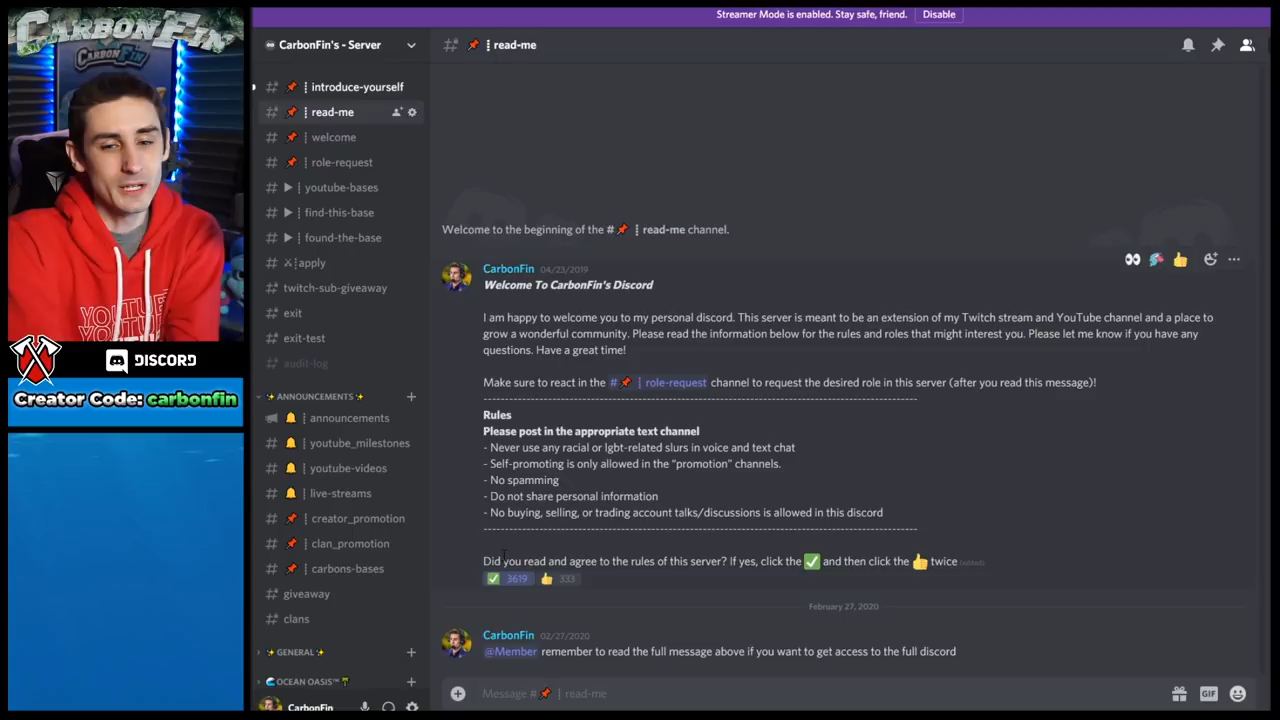 CARBONFIN
CARBONFIN
YOUTUBE
YOUTUBE
DISCORD
Creator Code: carbonfin
Streamer Mode is enabled. Stay safe, friend.
Disable
CarbonFin's - Server
introduce-yourself
read-me
welcome
role-request
youtube-bases
find-this-base
found-the-base
apply
twitch-sub-giveaway
exit
exit-test
audit-log
ANNOUNCEMENTS
announcements
youtube_milestones
youtube-videos
live-streams
creator_promotion
clan_promotion
carbons-bases
giveaway
clans
GENERAL
OCEAN OASIS™
CarbonFin
# 📌┋read-me
Welcome to the beginning of the #📌┋read-me channel.
CarbonFin 04/23/2019
Welcome To CarbonFin's Discord
I am happy to welcome you to my personal discord. This server is meant to be an extension of my Twitch stream and YouTube channel and a place to
grow a wonderful community. Please read the information below for the rules and roles that might interest you. Please let me know if you have any
questions. Have a great time!
Make sure to react in the #📌┋role-request channel to request the desired role in this server (after you read this message)!
Rules
Please post in the appropriate text channel
- Never use any racial or lgbt-related slurs in voice and text chat
- Self-promoting is only allowed in the "promotion" channels.
- No spamming
- Do not share personal information
- No buying, selling, or trading account talks/discussions is allowed in this discord
Did you read and agree to the rules of this server? If yes, click the ✅ and then click the 👍 twice (edited)
✅ 3619 👍 333
February 27, 2020
CarbonFin 02/27/2020
@Member remember to read the full message above if you want to get access to the full discord
Message #📌┋read-me
GIF